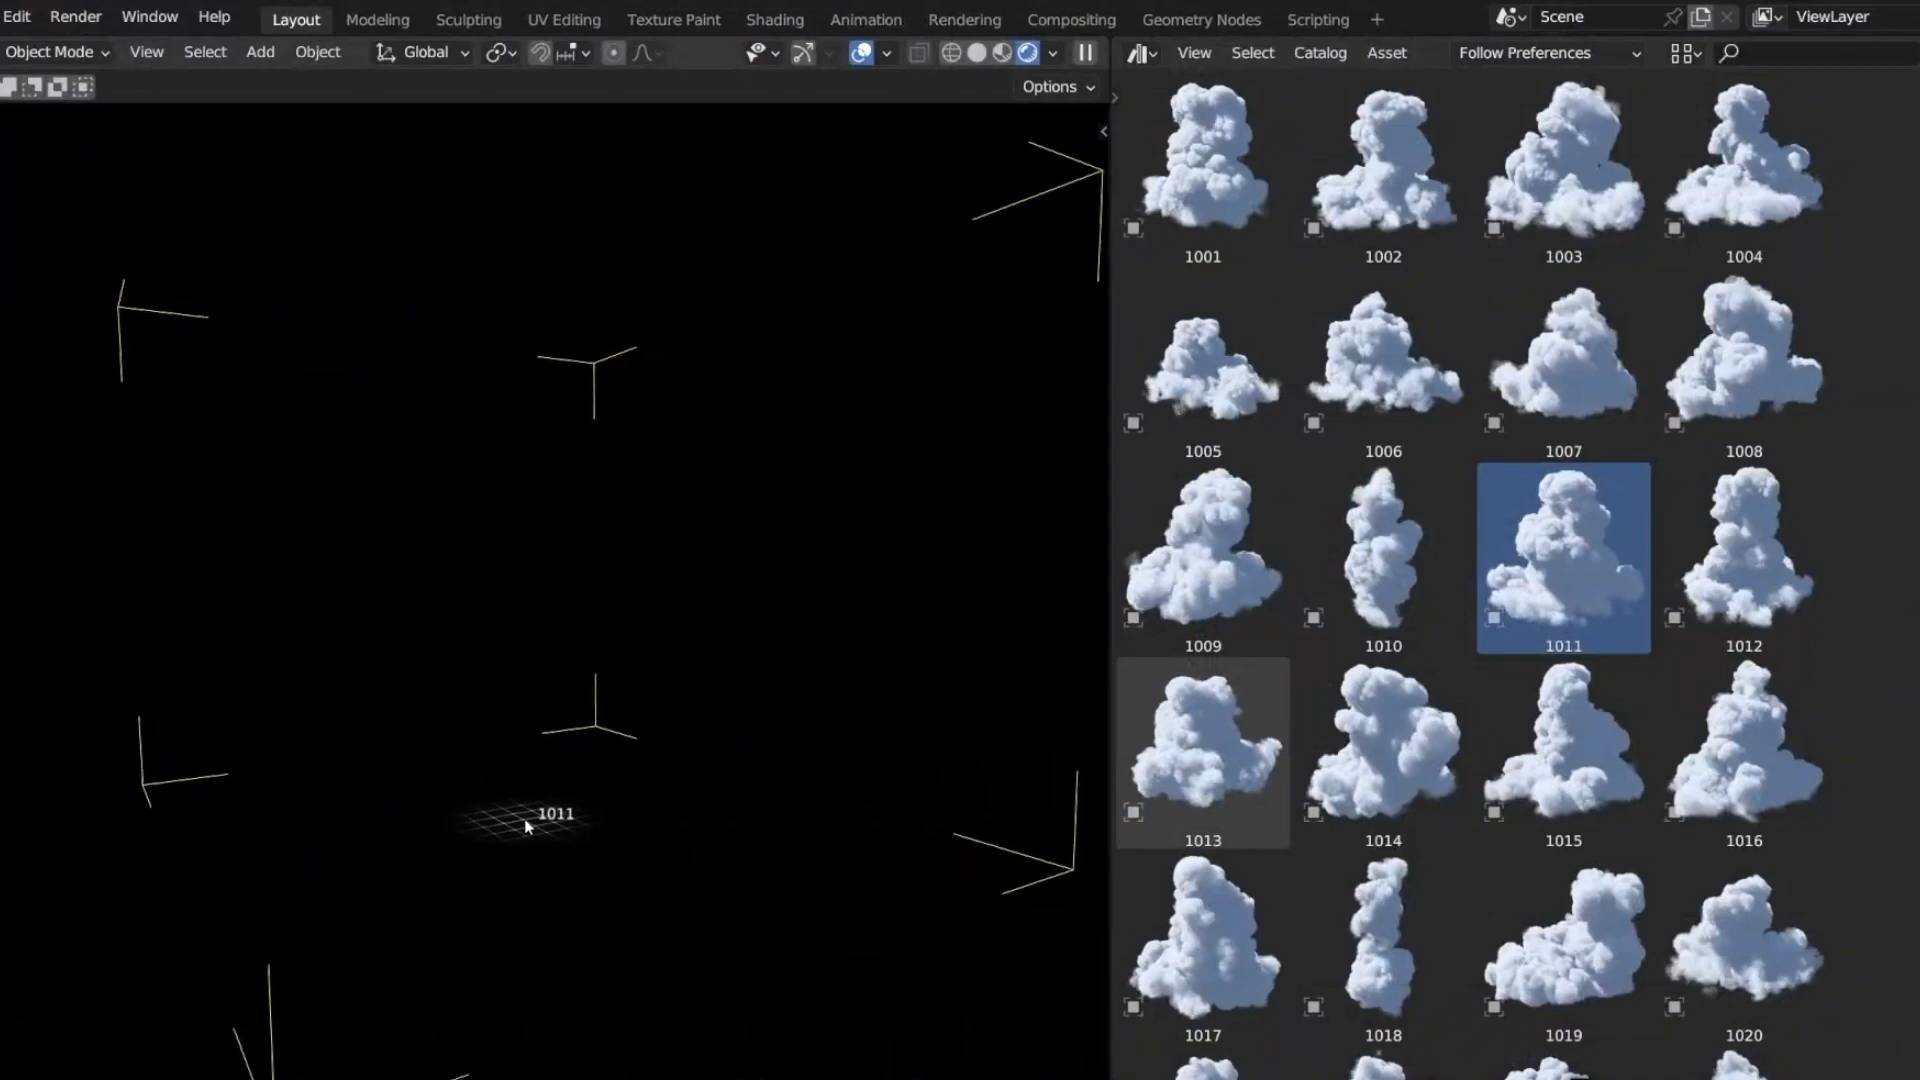 Edit Render Window Help Layout Modeling Sculpting UV Editing Texture Paint Shading Animation Rendering Compositing Geometry Nodes Scripting + Scene ViewLayer
Object Mode View Select Add Object Global View Select Catalog Asset Follow Preferences
Options
1001 1002 1003 1004
1005 1006 1007 1008
1009 1010 1011 1012
1011
1013 1014 1015 1016
1017 1018 1019 1020